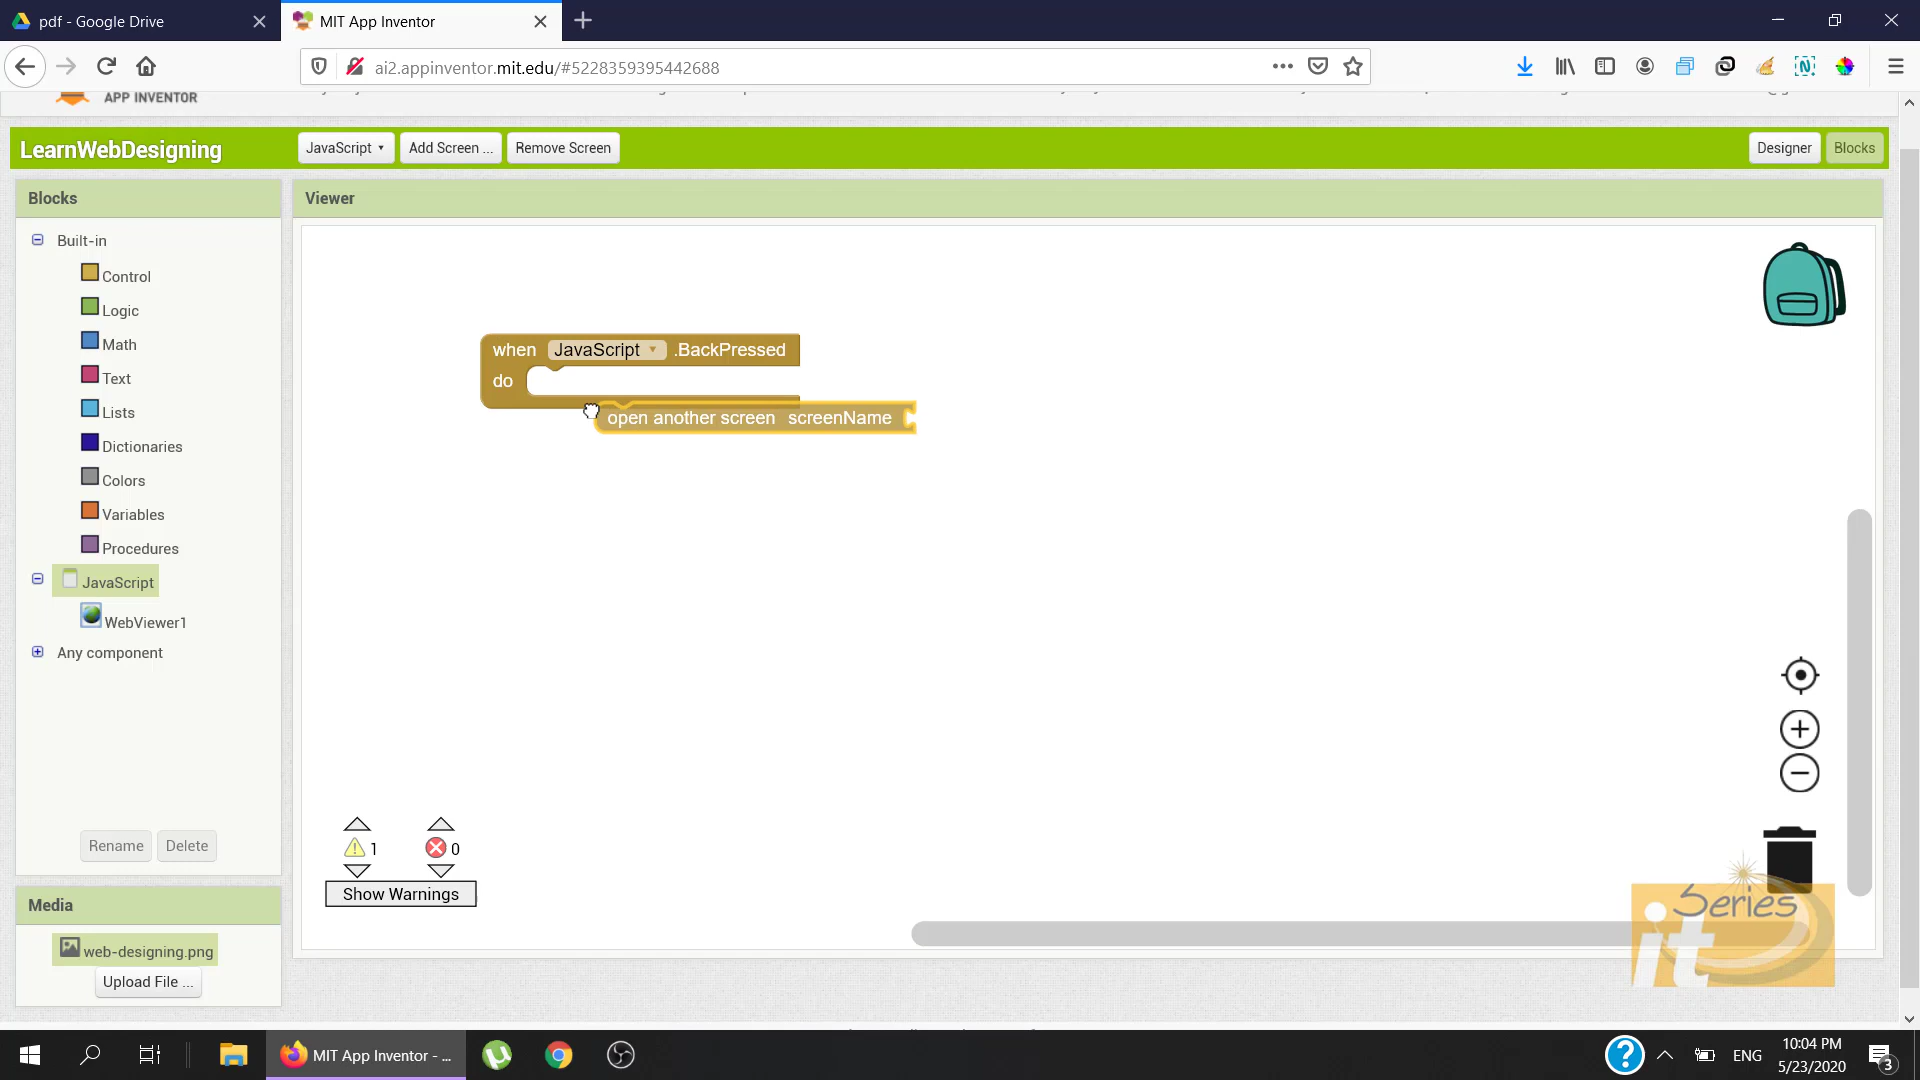 pdf - Google Drive
MIT App Inventor
ai2.appinventor.mit.edu/#5228359395442688
APP INVENTOR
LearnWebDesigning
JavaScript
Add Screen ...
Remove Screen
Designer
Blocks
Blocks
Viewer
Built-in
Control
Logic
Math
Text
Lists
Dictionaries
Colors
Variables
Procedures
JavaScript
WebViewer1
Any component
Rename
Delete
Media
web-designing.png
Upload File ...
when JavaScript .BackPressed
do
open another screen screenName
1
0
Show Warnings
Series
it
MIT App Inventor - ...
ENG
10:04 PM
5/23/2020
3